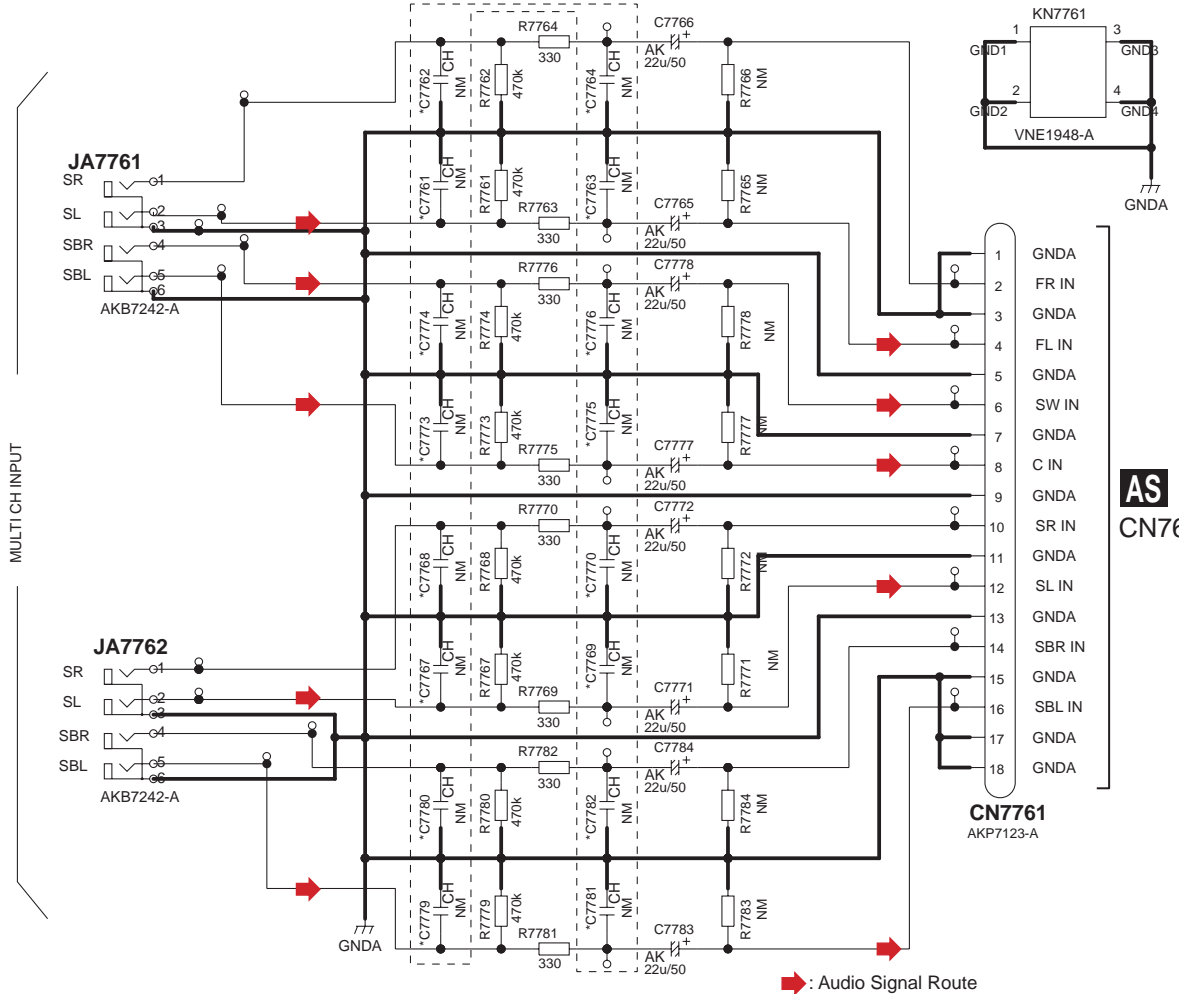 MULTI CH INPUT
JA7761
SR
1
SL
2
3
SBR
4
SBL
5
6
AKB7242-A
JA7762
SR
1
SL
2
3
SBR
4
SBL
5
6
AKB7242-A
R7764
330
C7766
AK
22u/50
*C7762
CH
NM
R7762
470k
*C7764
CH
NM
R7766
NM
*C7761
CH
NM
R7761
470k
*C7763
CH
NM
R7765
NM
R7763
330
C7765
AK
22u/50
R7776
330
C7778
AK
22u/50
*C7774
CH
NM
R7774
470k
*C7776
CH
NM
R7778
NM
*C7773
CH
NM
R7773
470k
*C7775
CH
NM
R7777
NM
R7775
330
C7777
AK
22u/50
R7770
330
C7772
AK
22u/50
*C7768
CH
NM
R7768
470k
*C7770
CH
NM
R7772
NM
*C7767
CH
NM
R7767
470k
*C7769
CH
NM
R7771
NM
R7769
330
C7771
AK
22u/50
R7782
330
C7784
AK
22u/50
*C7780
CH
NM
R7780
470k
*C7782
CH
NM
R7784
NM
*C7779
CH
NM
R7779
470k
*C7781
CH
NM
R7783
NM
R7781
330
C7783
AK
22u/50
GNDA
KN7761
1
GND1
3
GND3
2
GND2
4
GND4
VNE1948-A
GNDA
1 GNDA
2 FR IN
3 GNDA
4 FL IN
5 GNDA
6 SW IN
7 GNDA
8 C IN
9 GNDA
10 SR IN
11 GNDA
12 SL IN
13 GNDA
14 SBR IN
15 GNDA
16 SBL IN
17 GNDA
18 GNDA
CN7761
AKP7123-A
AS
CN76
: Audio Signal Route